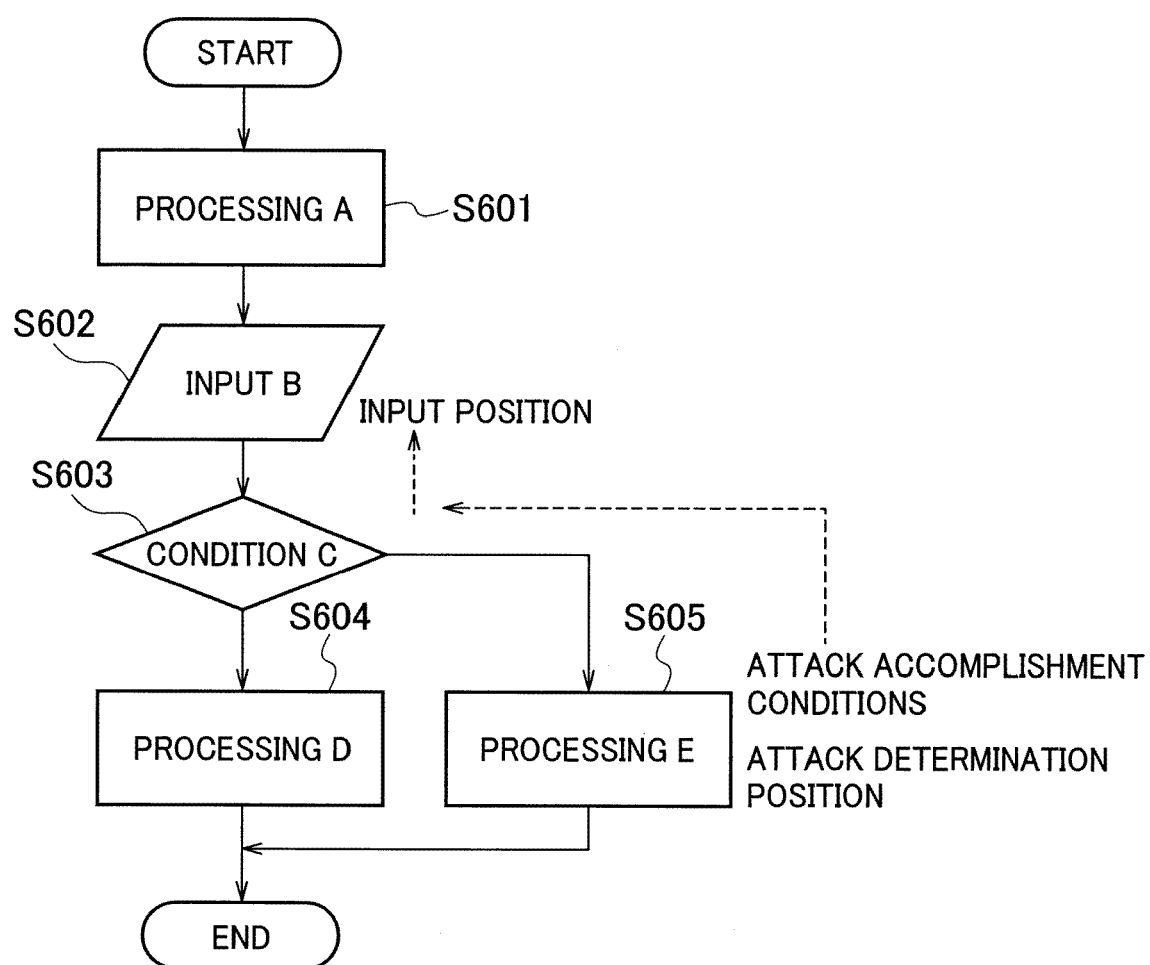 START
PROCESSING A
S601
S602
INPUT B
INPUT POSITION
S603
CONDITION C
S604
S605
ATTACK ACCOMPLISHMENT
CONDITIONS
PROCESSING D
PROCESSING E
ATTACK DETERMINATION
POSITION
END